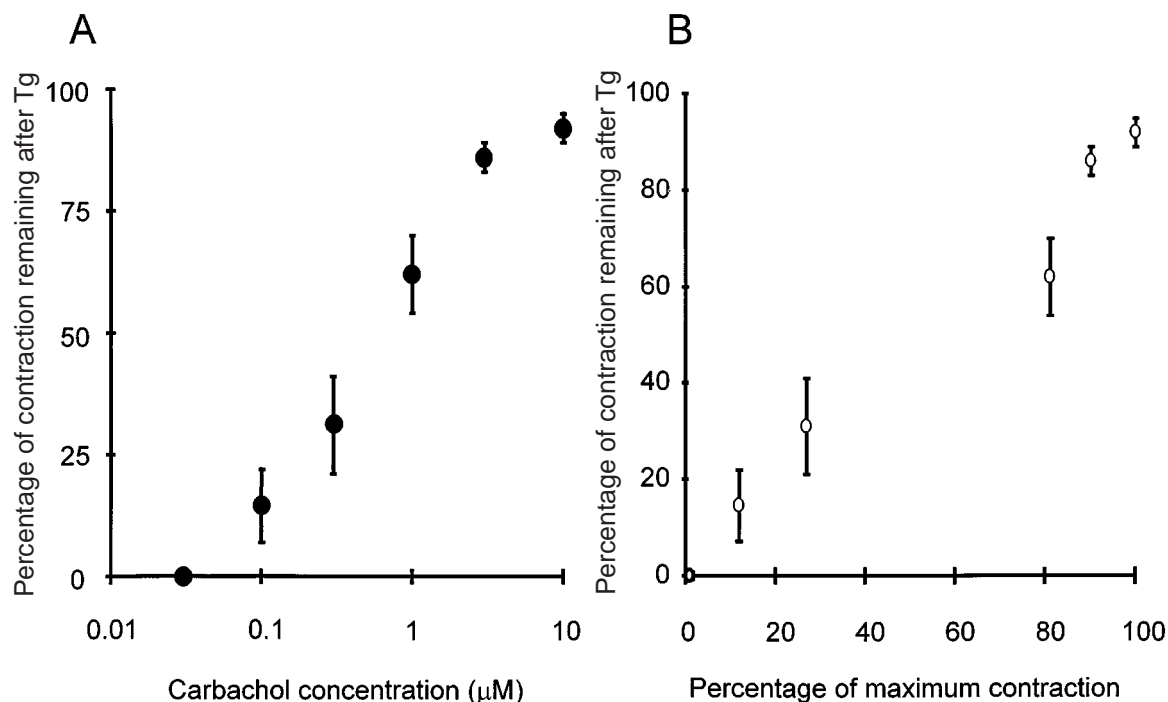 A
Percentage of contraction remaining after Tg
100
75
50
25
0
0.01 0.1 1 10
Carbachol concentration (μM)
B
Percentage of contraction remaining after Tg
100
80
60
40
20
0
0 20 40 60 80 100
Percentage of maximum contraction